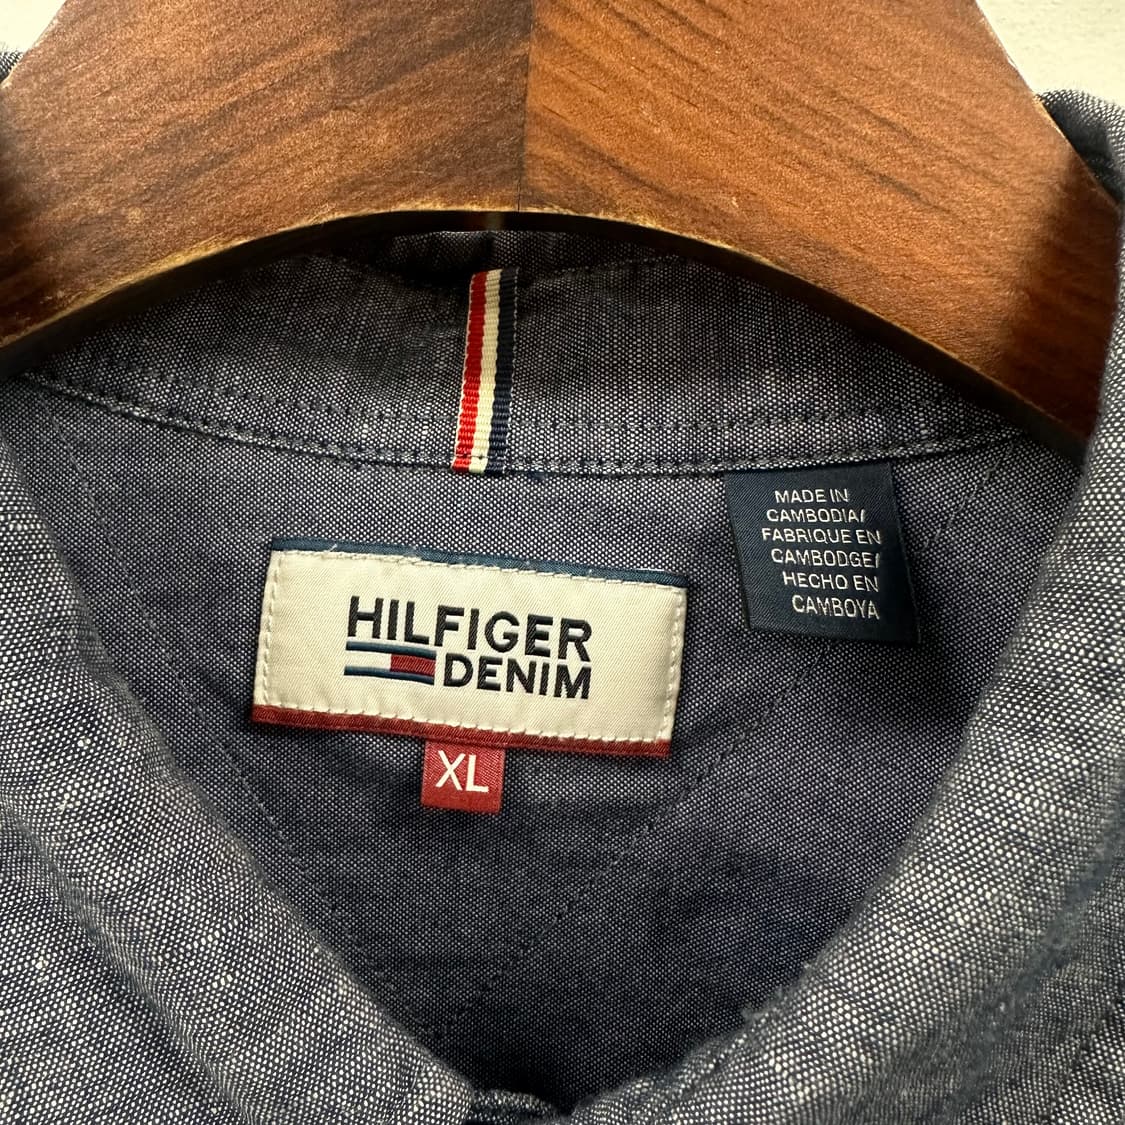 HILFIGER
DENIM
XL
MADE IN
CAMBODIA/
FABRIQUE EN
CAMBODGE/
HECHO EN
CAMBOYA